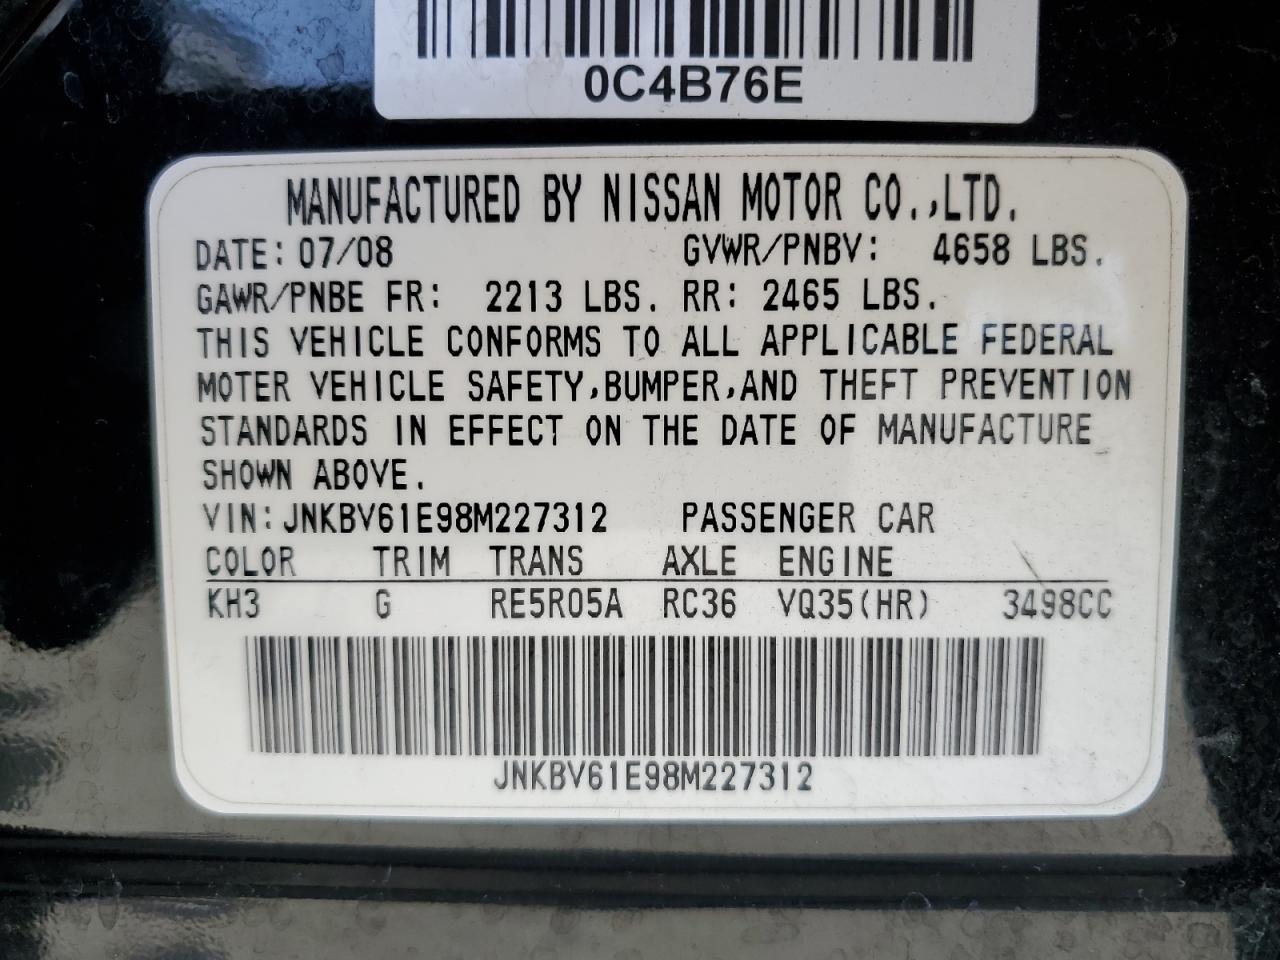 0C4B76E
MANUFACTURED BY NISSAN MOTOR CO.,LTD.
DATE: 07/08 GVWR/PNBV: 4658 LBS.
GAWR/PNBE FR: 2213 LBS. RR: 2465 LBS.
THIS VEHICLE CONFORMS TO ALL APPLICABLE FEDERAL
MOTER VEHICLE SAFETY,BUMPER,AND THEFT PREVENTION
STANDARDS IN EFFECT ON THE DATE OF MANUFACTURE
SHOWN ABOVE.
VIN: JNKBV61E98M227312 PASSENGER CAR
COLOR TRIM TRANS AXLE ENGINE
KH3 G RE5R05A RC36 VQ35(HR) 3498CC
JNKBV61E98M227312